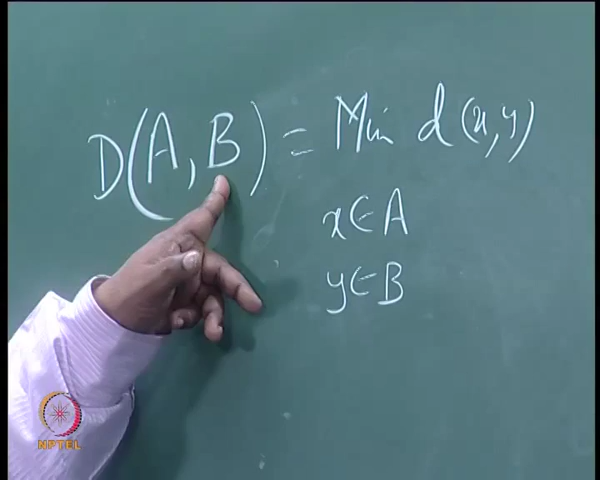 D(A, B) = Min d(x, y)
x ∈ A
y ∈ B
NPTEL